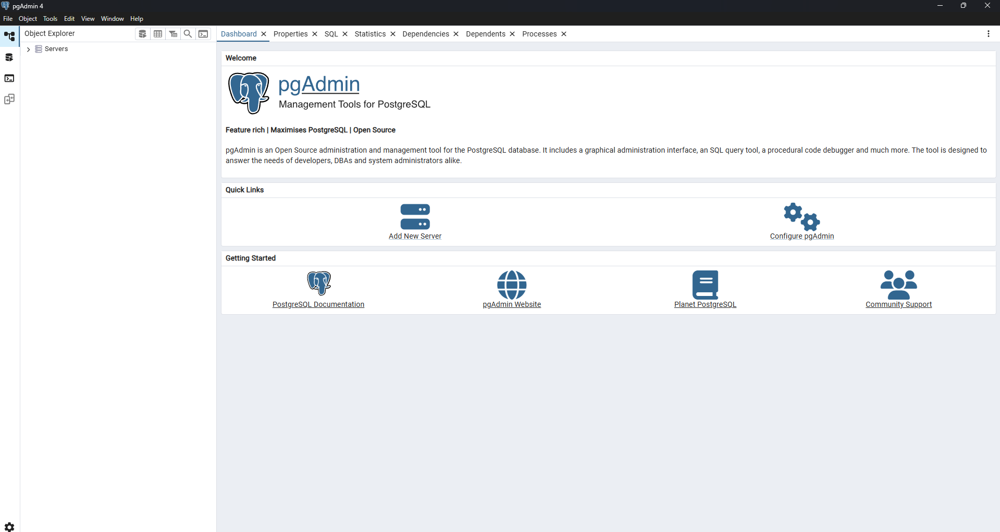 pgAdmin 4
File Object Tools Edit View Window Help
Object Explorer
Dashboard Properties SQL Statistics Dependencies Dependents Processes
Servers
Welcome
pgAdmin
Management Tools for PostgreSQL
Feature rich | Maximises PostgreSQL | Open Source
pgAdmin is an Open Source administration and management tool for the PostgreSQL database. It includes a graphical administration interface, an SQL query tool, a procedural code debugger and much more. The tool is designed to
answer the needs of developers, DBAs and system administrators alike.
Quick Links
Add New Server Configure pgAdmin
Getting Started
PostgreSQL Documentation pgAdmin Website Planet PostgreSQL Community Support